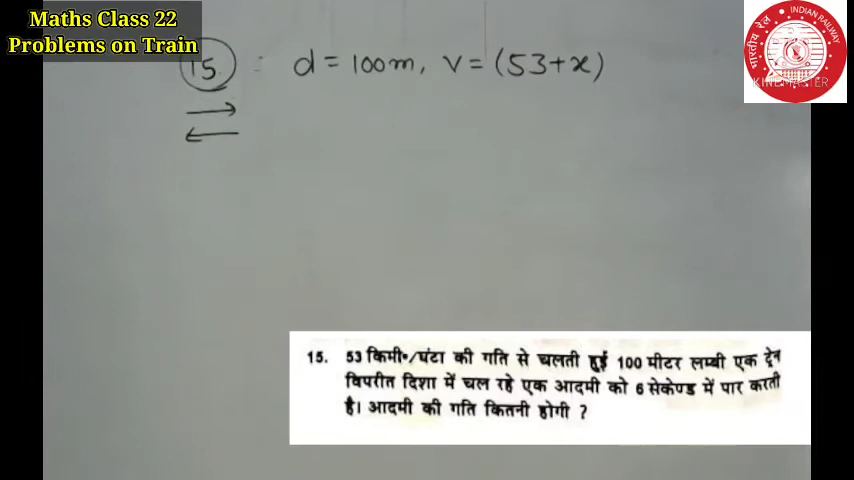 Maths Class 22
Problems on Train
15 : d = 100m, v = (53+x)
भारतीय रेल INDIAN RAILWAY
KINEMASTER
15. 53 किमी॰/घंटा की गति से चलती हुई 100 मीटर लम्बी एक ट्रेन
विपरीत दिशा में चल रहे एक आदमी को 6 सेकेण्ड में पार करती
है। आदमी की गति कितनी होगी ?